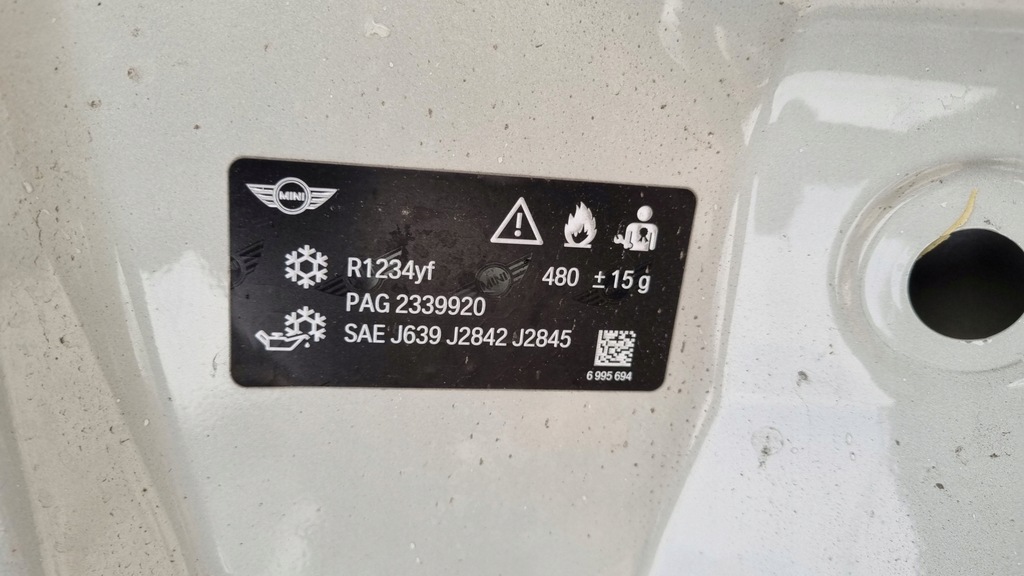 MINI
R1234yf 480 ± 15 g
PAG 2339920
SAE J639 J2842 J2845
6 995 694